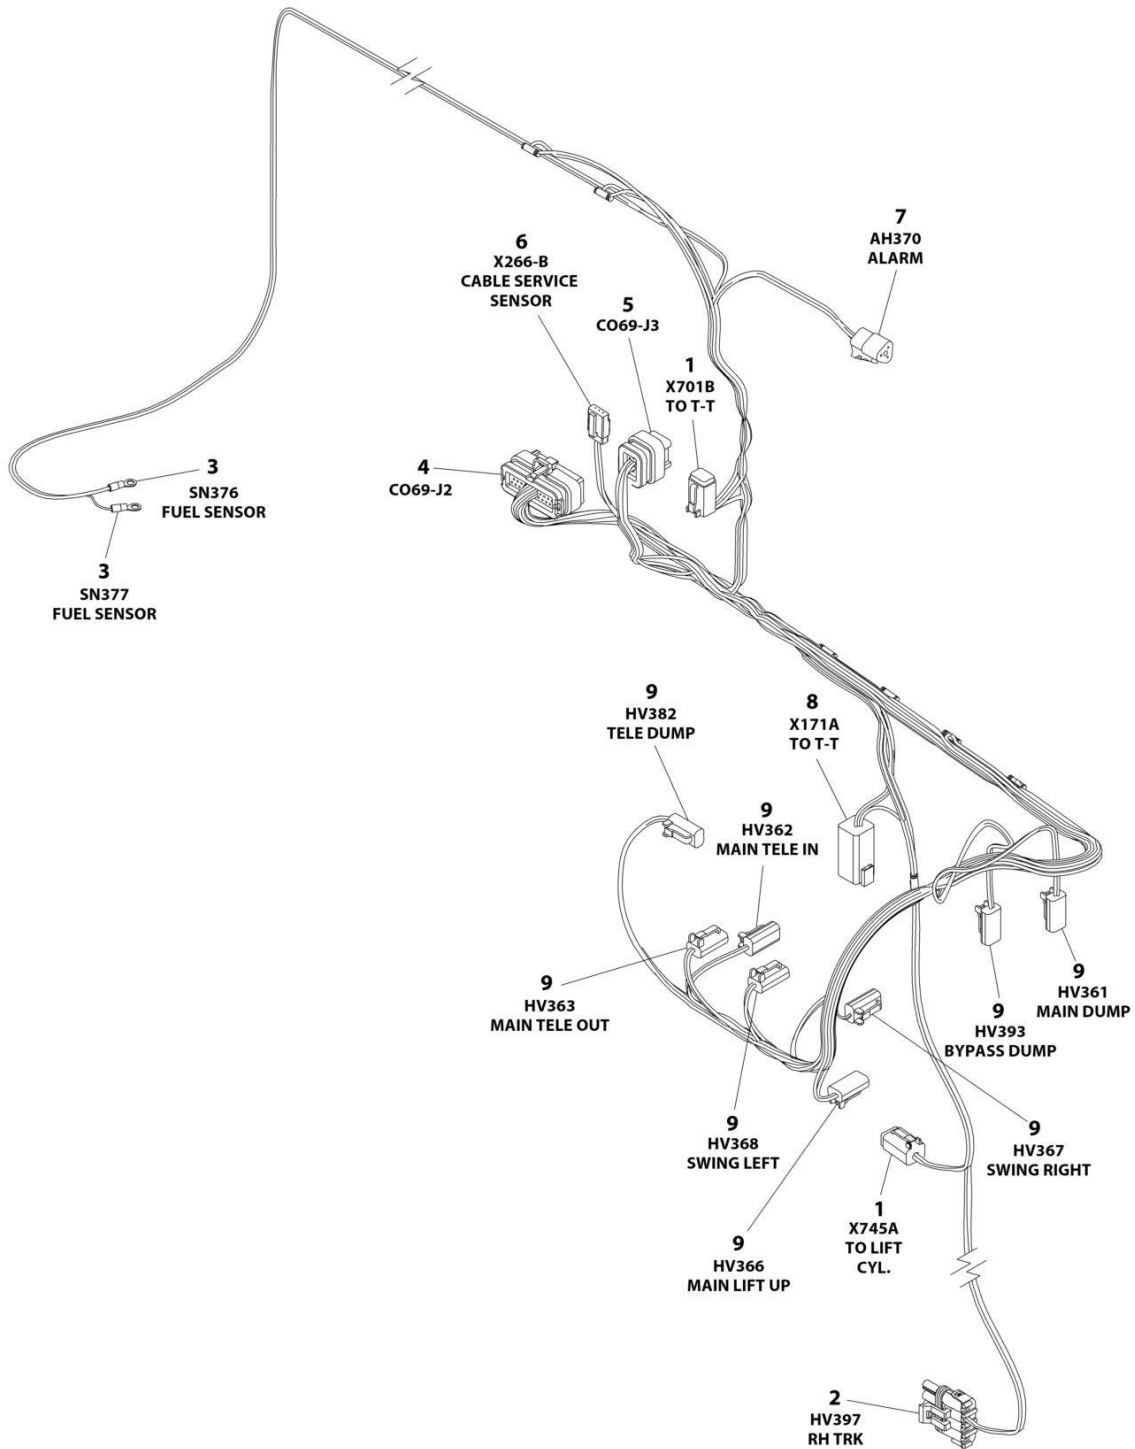 7
AH370
ALARM
6
X266-B
CABLE SERVICE
SENSOR
5
CO69-J3
1
X701B
TO T-T
4
CO69-J2
3
SN376
FUEL SENSOR
3
SN377
FUEL SENSOR
9
HV382
TELE DUMP
8
X171A
TO T-T
9
HV362
MAIN TELE IN
9
HV363
MAIN TELE OUT
9
HV361
MAIN DUMP
9
HV393
BYPASS DUMP
9
HV368
SWING LEFT
9
HV367
SWING RIGHT
1
X745A
TO LIFT
CYL.
9
HV366
MAIN LIFT UP
2
HV397
RH TRK